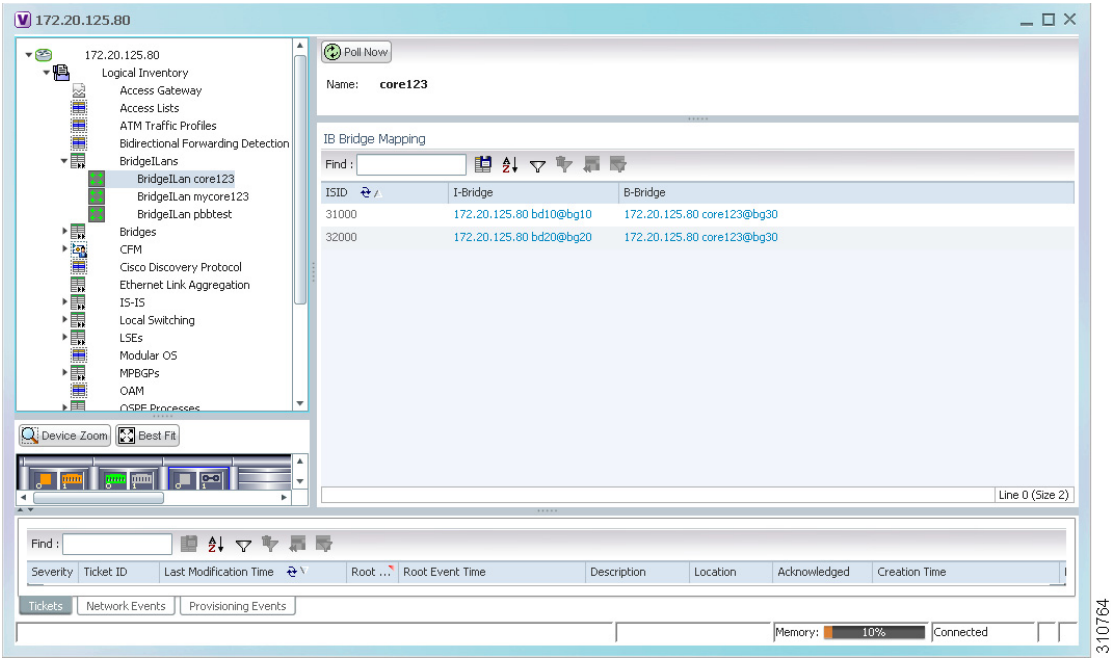 V 172.20.125.80
172.20.125.80
Logical Inventory
Access Gateway
Access Lists
ATM Traffic Profiles
Bidirectional Forwarding Detection
BridgeILans
BridgeILan core123
BridgeILan mycore123
BridgeILan pbbtest
Bridges
CFM
Cisco Discovery Protocol
Ethernet Link Aggregation
IS-IS
Local Switching
LSEs
Modular OS
MPBGPs
OAM
OSPF Processes
Device Zoom Best Fit
Poll Now
Name: core123
IB Bridge Mapping
Find :
ISID I-Bridge B-Bridge
31000 172.20.125.80 bd10@bg10 172.20.125.80 core123@bg30
32000 172.20.125.80 bd20@bg20 172.20.125.80 core123@bg30
Line 0 (Size 2)
Find :
Severity Ticket ID Last Modification Time Root ... Root Event Time Description Location Acknowledged Creation Time
Tickets Network Events Provisioning Events
Memory: 10% Connected
310764